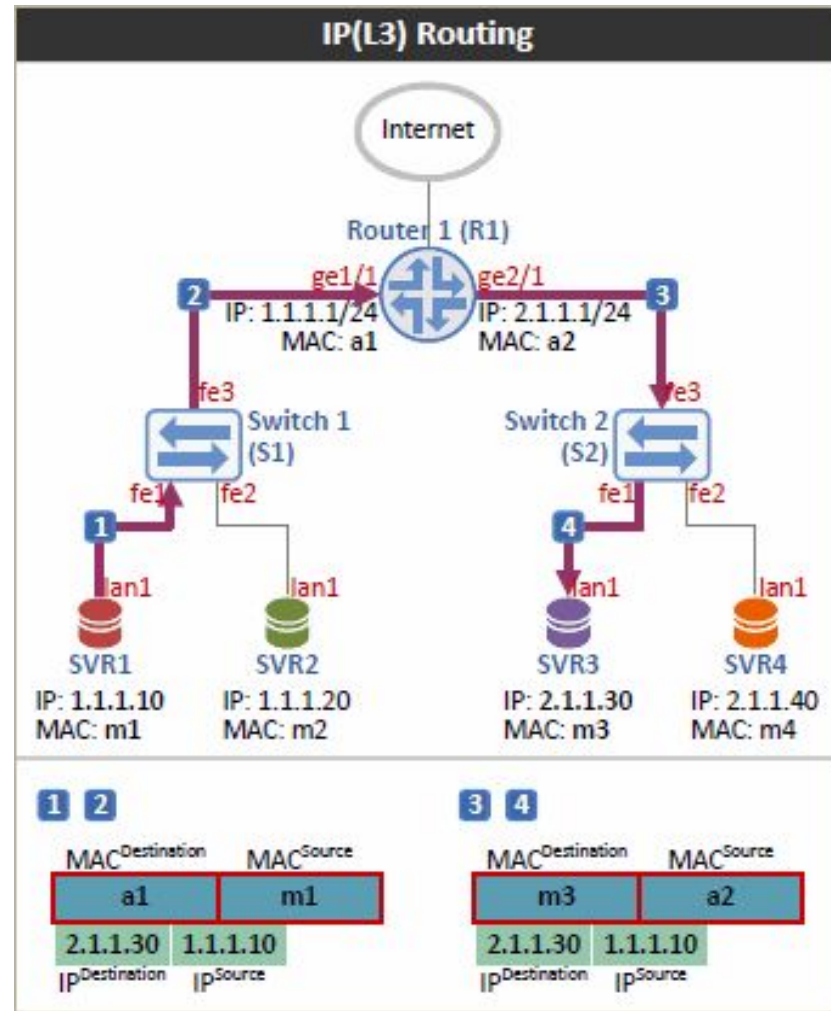 IP(L3) Routing
Internet
Router 1 (R1)
2 ge1/1 ge2/1 3
IP: 1.1.1.1/24 IP: 2.1.1.1/24
MAC: a1 MAC: a2
fe3 fe3
Switch 1 Switch 2
(S1) (S2)
fe1 fe2 fe1 fe2
1 4
lan1 lan1 lan1 lan1
SVR1 SVR2 SVR3 SVR4
IP: 1.1.1.10 IP: 1.1.1.20 IP: 2.1.1.30 IP: 2.1.1.40
MAC: m1 MAC: m2 MAC: m3 MAC: m4
1 2 3 4
MACDestination MACSource MACDestination MACSource
a1 m1 m3 a2
2.1.1.30 1.1.1.10 2.1.1.30 1.1.1.10
IPDestination IPSource IPDestination IPSource